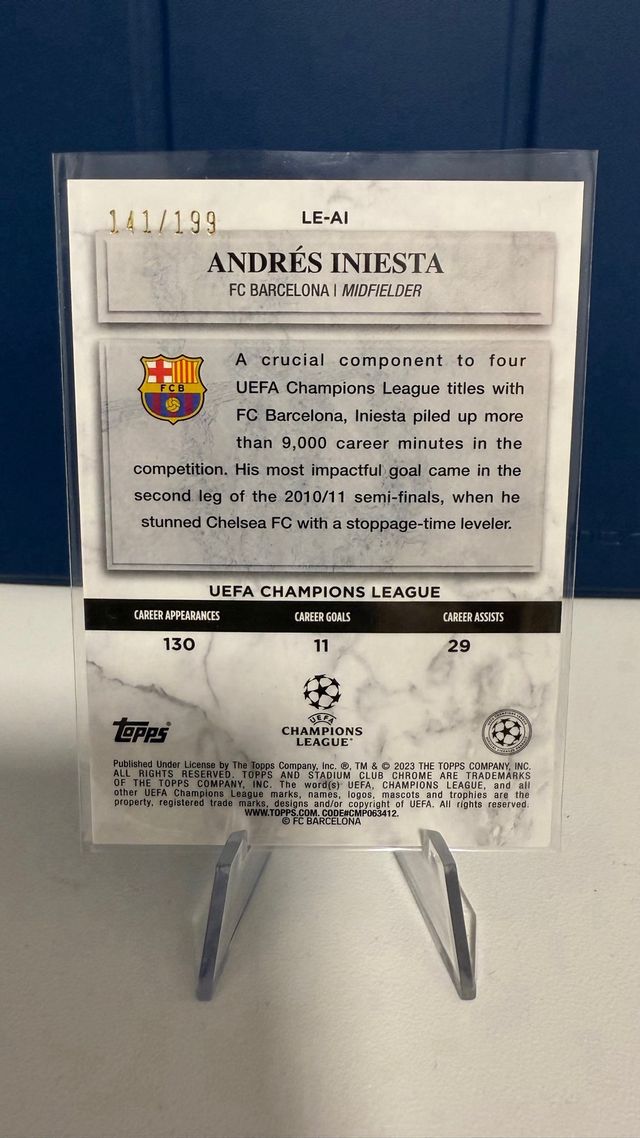 141/199
LE-AI
ANDRÉS INIESTA
FC BARCELONA | MIDFIELDER
FCB
A crucial component to four
UEFA Champions League titles with
FC Barcelona, Iniesta piled up more
than 9,000 career minutes in the
competition. His most impactful goal came in the
second leg of the 2010/11 semi-finals, when he
stunned Chelsea FC with a stoppage-time leveler.
UEFA CHAMPIONS LEAGUE
CAREER APPEARANCES CAREER GOALS CAREER ASSISTS
130 11 29
UEFA
CHAMPIONS
LEAGUE®
Topps®
Published Under License by The Topps Company, Inc. ®, TM & © 2023 THE TOPPS COMPANY, INC.
ALL RIGHTS RESERVED. TOPPS AND STADIUM CLUB CHROME ARE TRADEMARKS
OF THE TOPPS COMPANY, INC. The word(s) UEFA, CHAMPIONS LEAGUE, and all
other UEFA Champions League marks, names, logos, mascots and trophies are the
property, registered trade marks, designs and/or copyright of UEFA. All rights reserved.
WWW.TOPPS.COM. CODE#CMP063412.
© FC BARCELONA